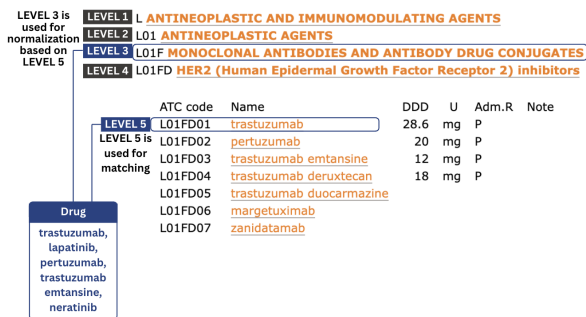 LEVEL 3 is
used for
normalization
based on
LEVEL 5
LEVEL 1 L ANTINEOPLASTIC AND IMMUNOMODULATING AGENTS
LEVEL 2 L01 ANTINEOPLASTIC AGENTS
LEVEL 3 L01F MONOCLONAL ANTIBODIES AND ANTIBODY DRUG CONJUGATES
LEVEL 4 L01FD HER2 (Human Epidermal Growth Factor Receptor 2) inhibitors
ATC code Name DDD U Adm.R Note
LEVEL 5 L01FD01 trastuzumab 28.6 mg P
LEVEL 5 is
used for
matching
L01FD02 pertuzumab 20 mg P
L01FD03 trastuzumab emtansine 12 mg P
L01FD04 trastuzumab deruxtecan 18 mg P
L01FD05 trastuzumab duocarmazine
L01FD06 margetuximab
L01FD07 zanidatamab
Drug
trastuzumab,
lapatinib,
pertuzumab,
trastuzumab
emtansine,
neratinib